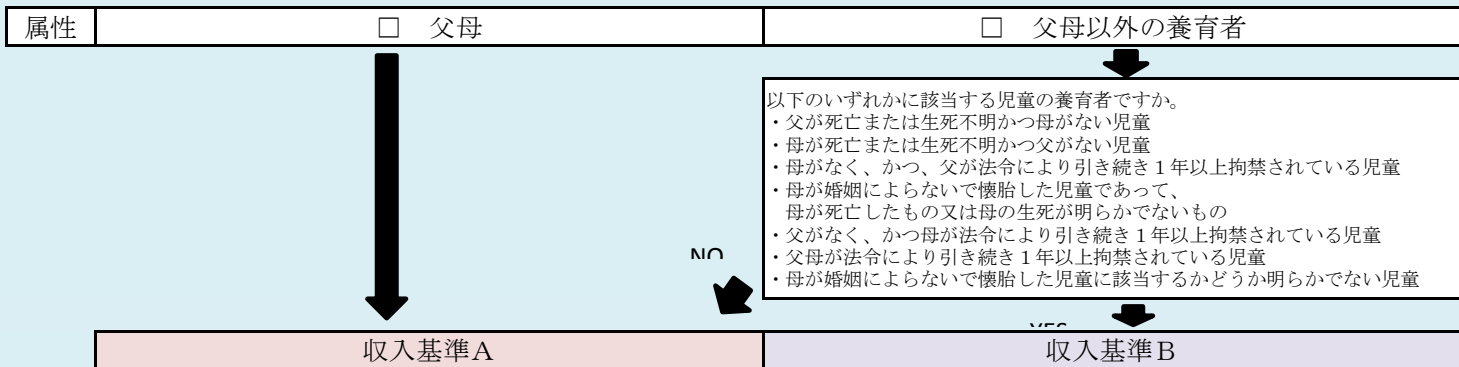 属性
□　父母
□　父母以外の養育者
以下のいずれかに該当する児童の養育者ですか。
・父が死亡または生死不明かつ母がない児童
・母が死亡または生死不明かつ父がない児童
・母がなく、かつ、父が法令により引き続き１年以上拘禁されている児童
・母が婚姻によらないで懐胎した児童であって、
　母が死亡したもの又は母の生死が明らかでないもの
・父がなく、かつ母が法令により引き続き１年以上拘禁されている児童
・父母が法令により引き続き１年以上拘禁されている児童
・母が婚姻によらないで懐胎した児童に該当するかどうか明らかでない児童
NO
YES
収入基準A
収入基準B